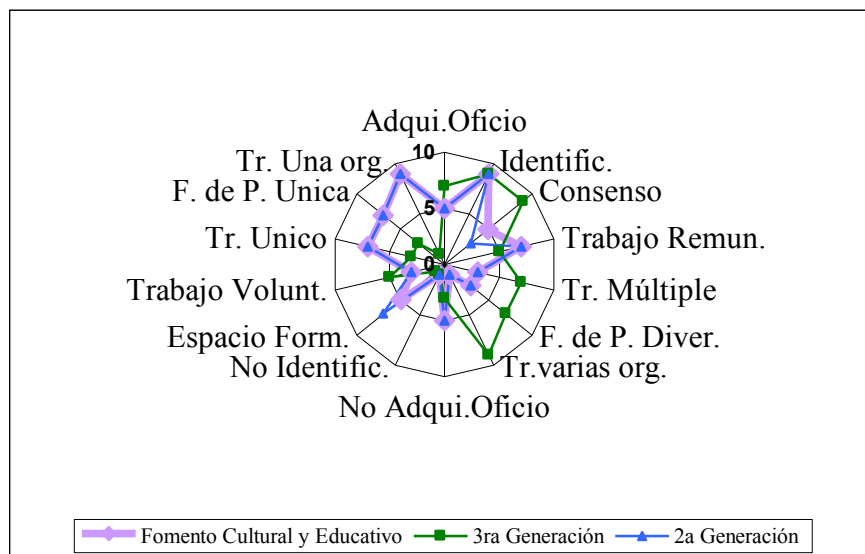 Adqui.Oficio
10
Tr. Una org.
Identific.
F. de P. Unica
Consenso
5
Tr. Unico
Trabajo Remun.
0
Trabajo Volunt.
Tr. Múltiple
Espacio Form.
F. de P. Diver.
No Identific.
Tr.varias org.
No Adqui.Oficio
Fomento Cultural y Educativo
3ra Generación
2a Generación